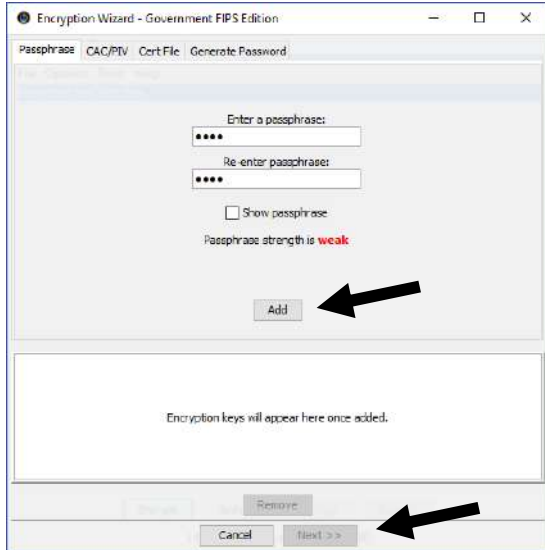 Encryption Wizard - Government FIPS Edition
Passphrase CAC/PIV Cert File Generate Password
Enter a passphrase:
Re-enter passphrase:
Show passphrase
Passphrase strength is weak
Add
Encryption keys will appear here once added.
Remove
Cancel Next >>